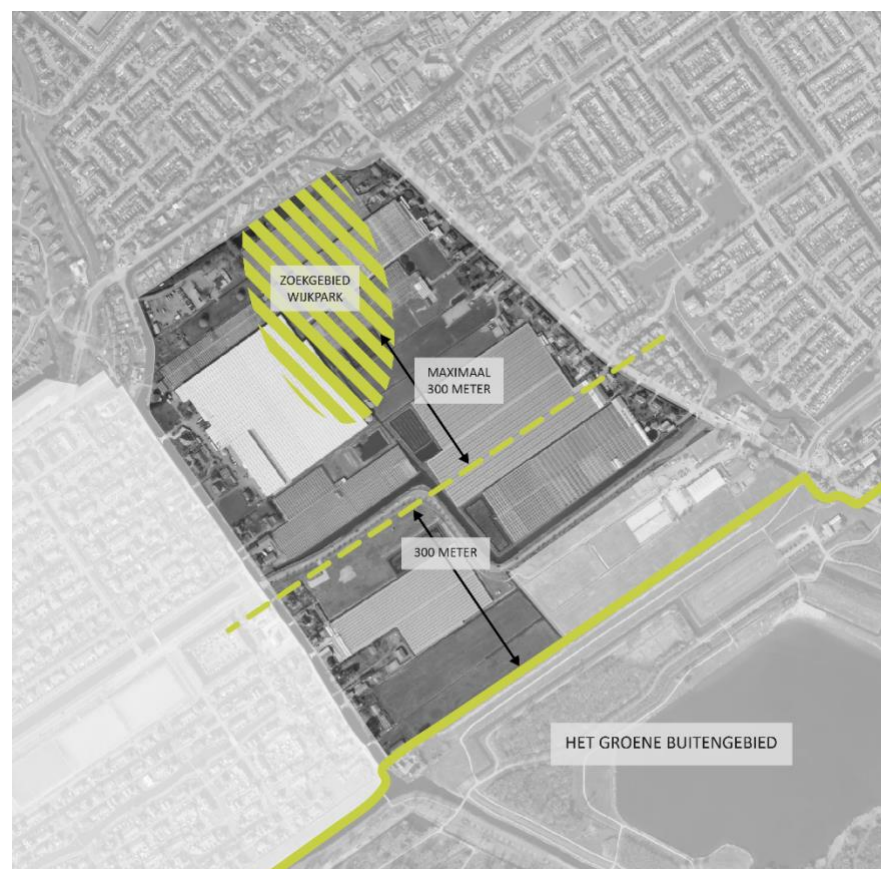 ZOEKGEBIED
WIJKPARK
MAXIMAAL
300 METER
300 METER
HET GROENE BUITENGEBIED